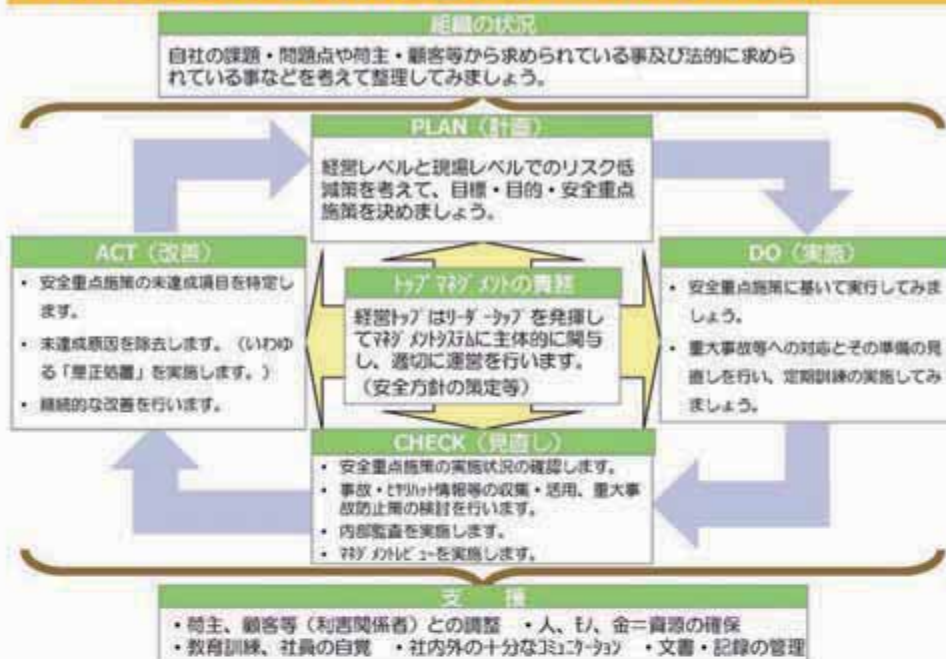 組織の状況
自社の課題・問題点や荷主・顧客等から求められている事及び法的に求めら
れている事などを考えて整理してみましょう。
PLAN（計画）
経営レベルと現場レベルでのリスク低
減策を考えて、目標・目的・安全重点
施策を決めましょう。
ACT（改善）
• 安全重点施策の未達成項目を特定し
ます。
• 未達成原因を除去します。（いわゆ
る「是正処置」を実施します。）
• 継続的な改善を行います。
トップマネジメントの責務
経営トップはリーダーシップを発揮し
てマネジメントシステムに主体的に関与
し、適切に運営を行います。
（安全方針の策定等）
DO（実施）
• 安全重点施策に基いて実行してみま
しょう。
• 重大事故等への対応とその準備の見
直しを行い、定期訓練の実施してみ
ましょう。
CHECK（見直し）
• 安全重点施策の実施状況の確認します。
• 事故・ヒヤリハット情報等の収集・活用、重大事
故防止策の検討を行います。
• 内部監査を実施します。
• マネジメントレビューを実施します。
支　援
・荷主、顧客等（利害関係者）との調整　・人、モノ、金＝資源の確保
・教育訓練、社員の自覚　・社内外の十分なコミュニケーション　・文書・記録の管理